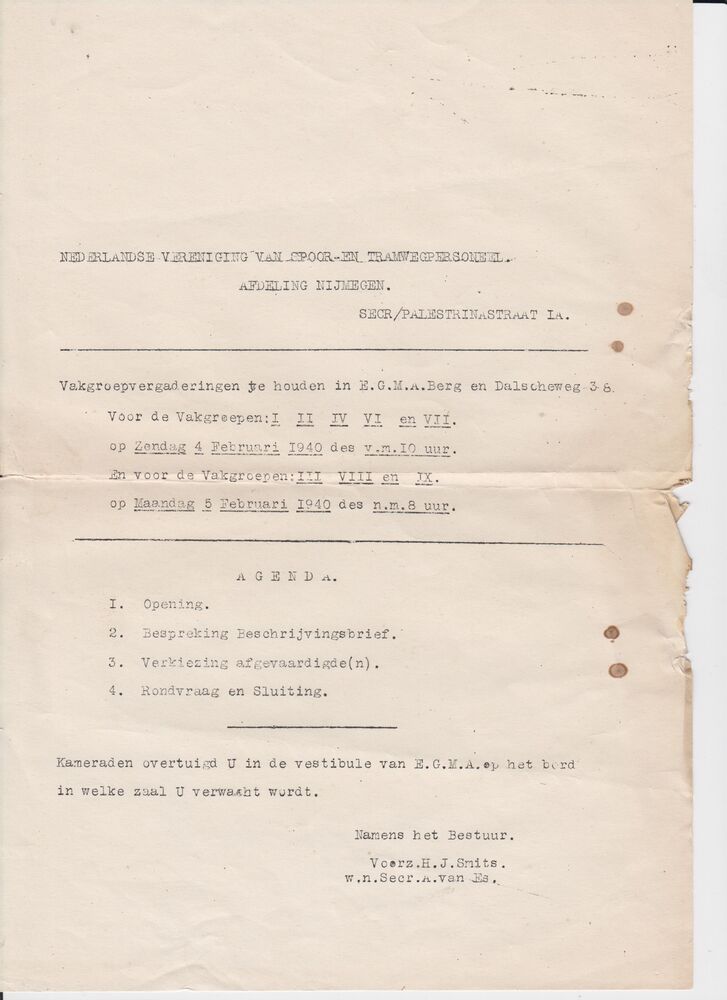 NEDERLANDSE VERENIGING VAN SPOOR-EN TRAMWEGPERSONEEL.
AFDELING NIJMEGEN.
SECR/PALESTRINASTRAAT IA.
Vakgroepvergaderingen te houden in E.G.M.A.Berg en Dalscheweg 36.
Voor de Vakgroepen:I II IV VI en VII.
op Zondag 4 Februari 1940 des v.m.10 uur.
En voor de Vakgroepen:III VIII en IX.
op Maandag 5 Februari 1940 des n.m.8 uur.
A G E N D A.
I. Opening.
2. Bespreking Beschrijvingsbrief.
3. Verkiezing afgevaardigde(n).
4. Rondvraag en Sluiting.
Kameraden overtuigd U in de vestibule van E.G.M.A.op het bord
in welke zaal U verwacht wordt.
Namens het Bestuur.
Voorz.H.J.Smits.
w.n.Secr.A.van Es.